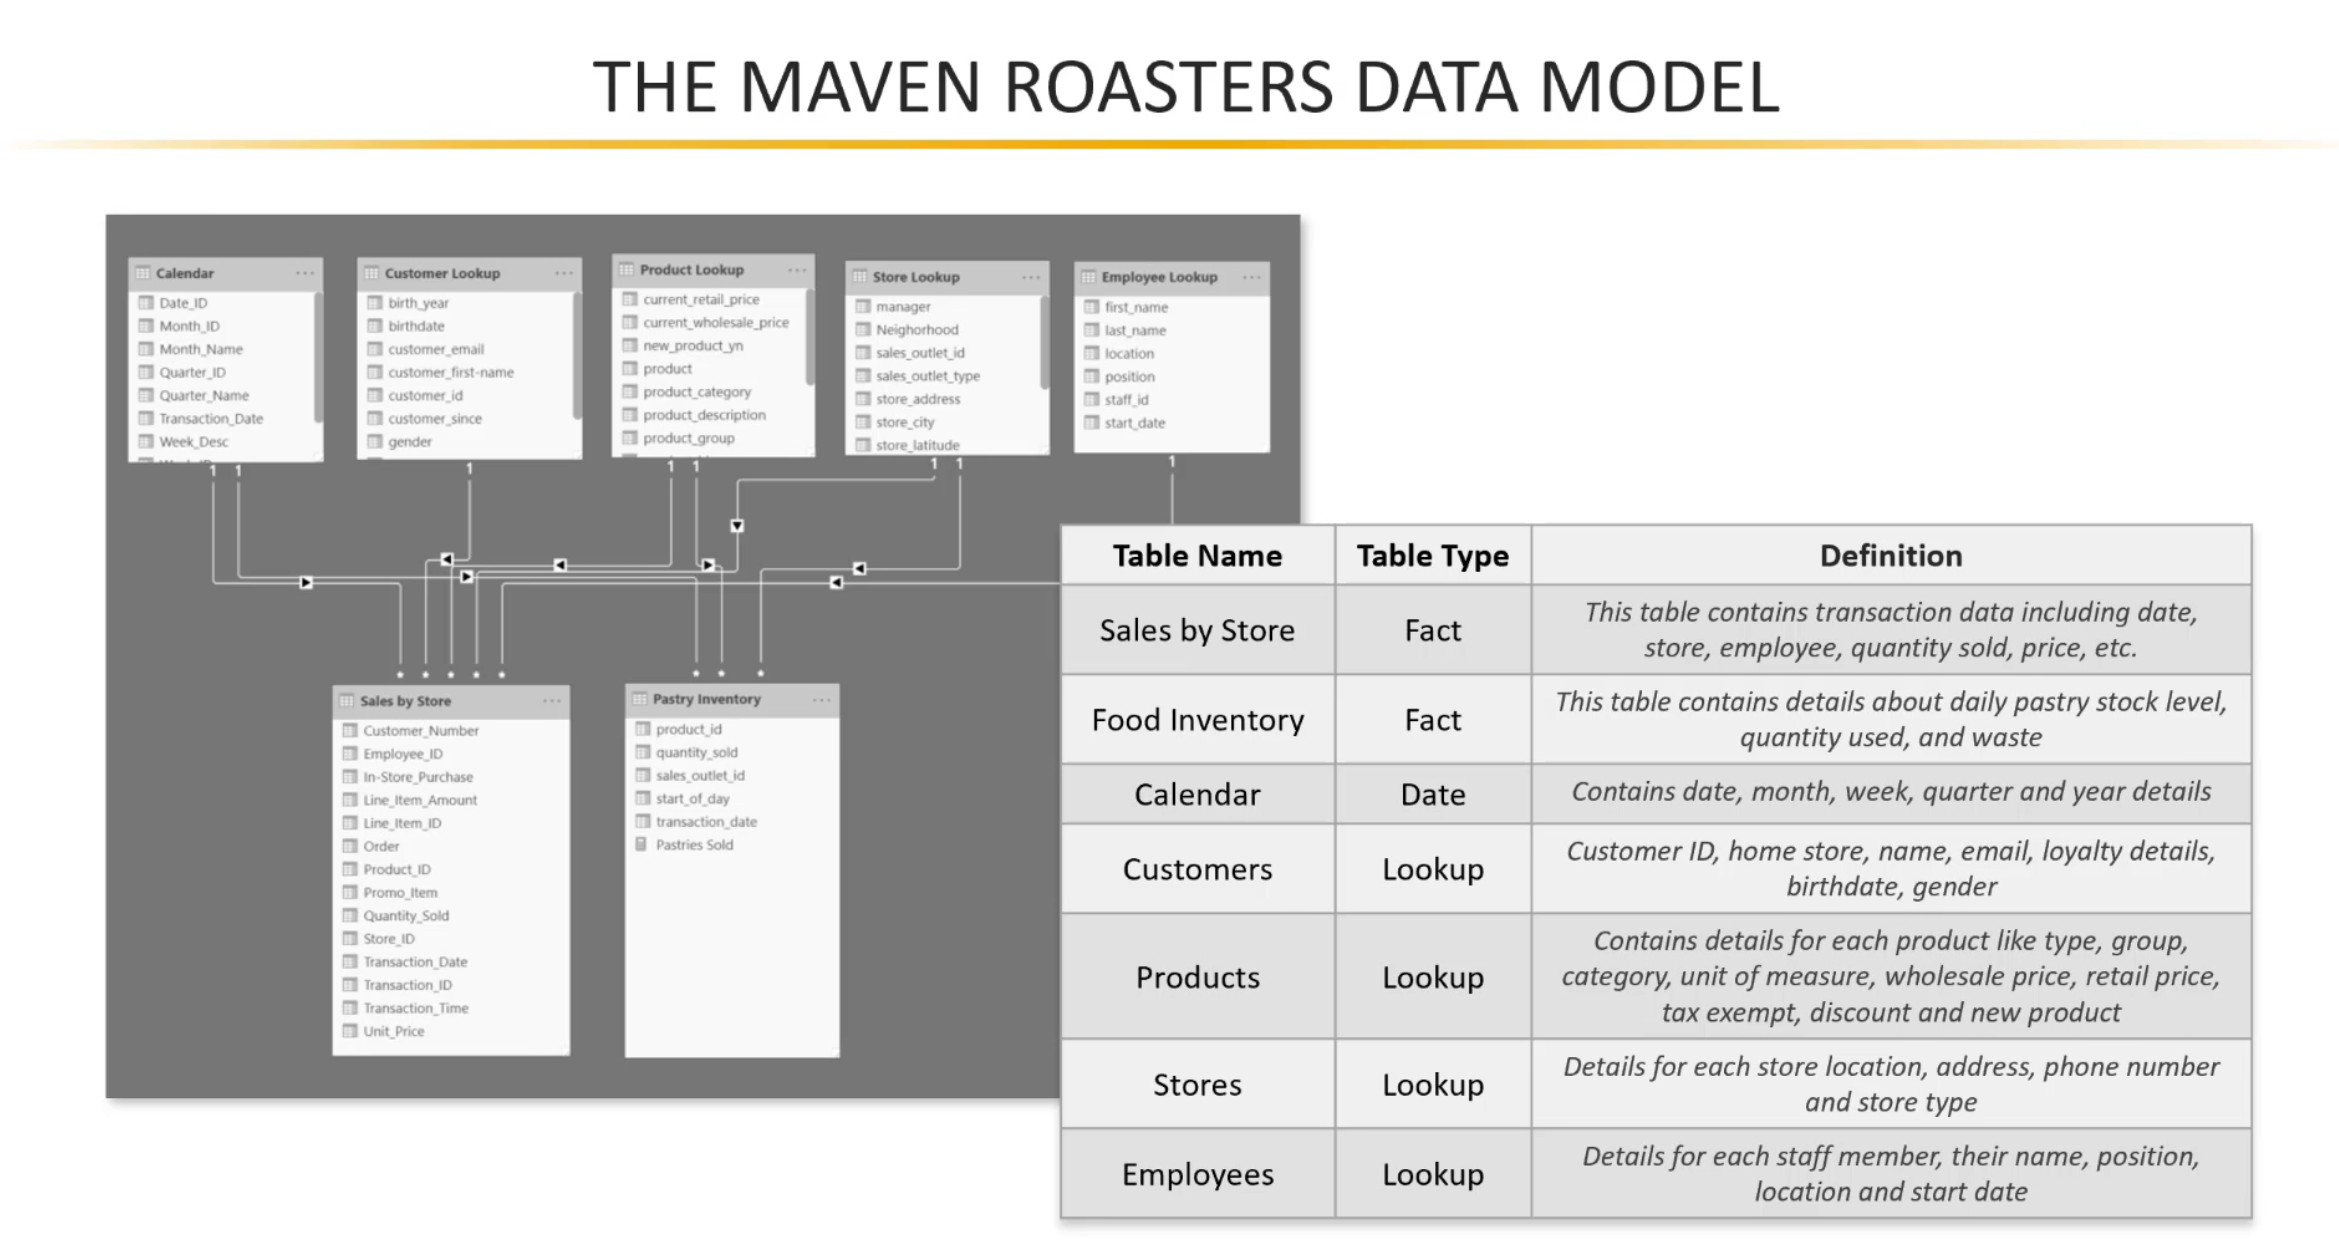 THE MAVEN ROASTERS DATA MODEL
Calendar
Date_ID
Month_ID
Month_Name
Quarter_ID
Quarter_Name
Transaction_Date
Week_Desc
Customer Lookup
birth_year
birthdate
customer_email
customer_first-name
customer_id
customer_since
gender
Product Lookup
current_retail_price
current_wholesale_price
new_product_yn
product
product_category
product_description
product_group
Store Lookup
manager
Neighorhood
sales_outlet_id
sales_outlet_type
store_address
store_city
store_latitude
Employee Lookup
first_name
last_name
location
position
staff_id
start_date
1 1 1 1 1 1 1 1
* * * * * * * *
Sales by Store
Customer_Number
Employee_ID
In-Store_Purchase
Line_Item_Amount
Line_Item_ID
Order
Product_ID
Promo_Item
Quantity_Sold
Store_ID
Transaction_Date
Transaction_ID
Transaction_Time
Unit_Price
Pastry Inventory
product_id
quantity_sold
sales_outlet_id
start_of_day
transaction_date
Pastries Sold
Table Name Table Type Definition
Sales by Store Fact This table contains transaction data including date,
store, employee, quantity sold, price, etc.
Food Inventory Fact This table contains details about daily pastry stock level,
quantity used, and waste
Calendar Date Contains date, month, week, quarter and year details
Customers Lookup Customer ID, home store, name, email, loyalty details,
birthdate, gender
Products Lookup Contains details for each product like type, group,
category, unit of measure, wholesale price, retail price,
tax exempt, discount and new product
Stores Lookup Details for each store location, address, phone number
and store type
Employees Lookup Details for each staff member, their name, position,
location and start date